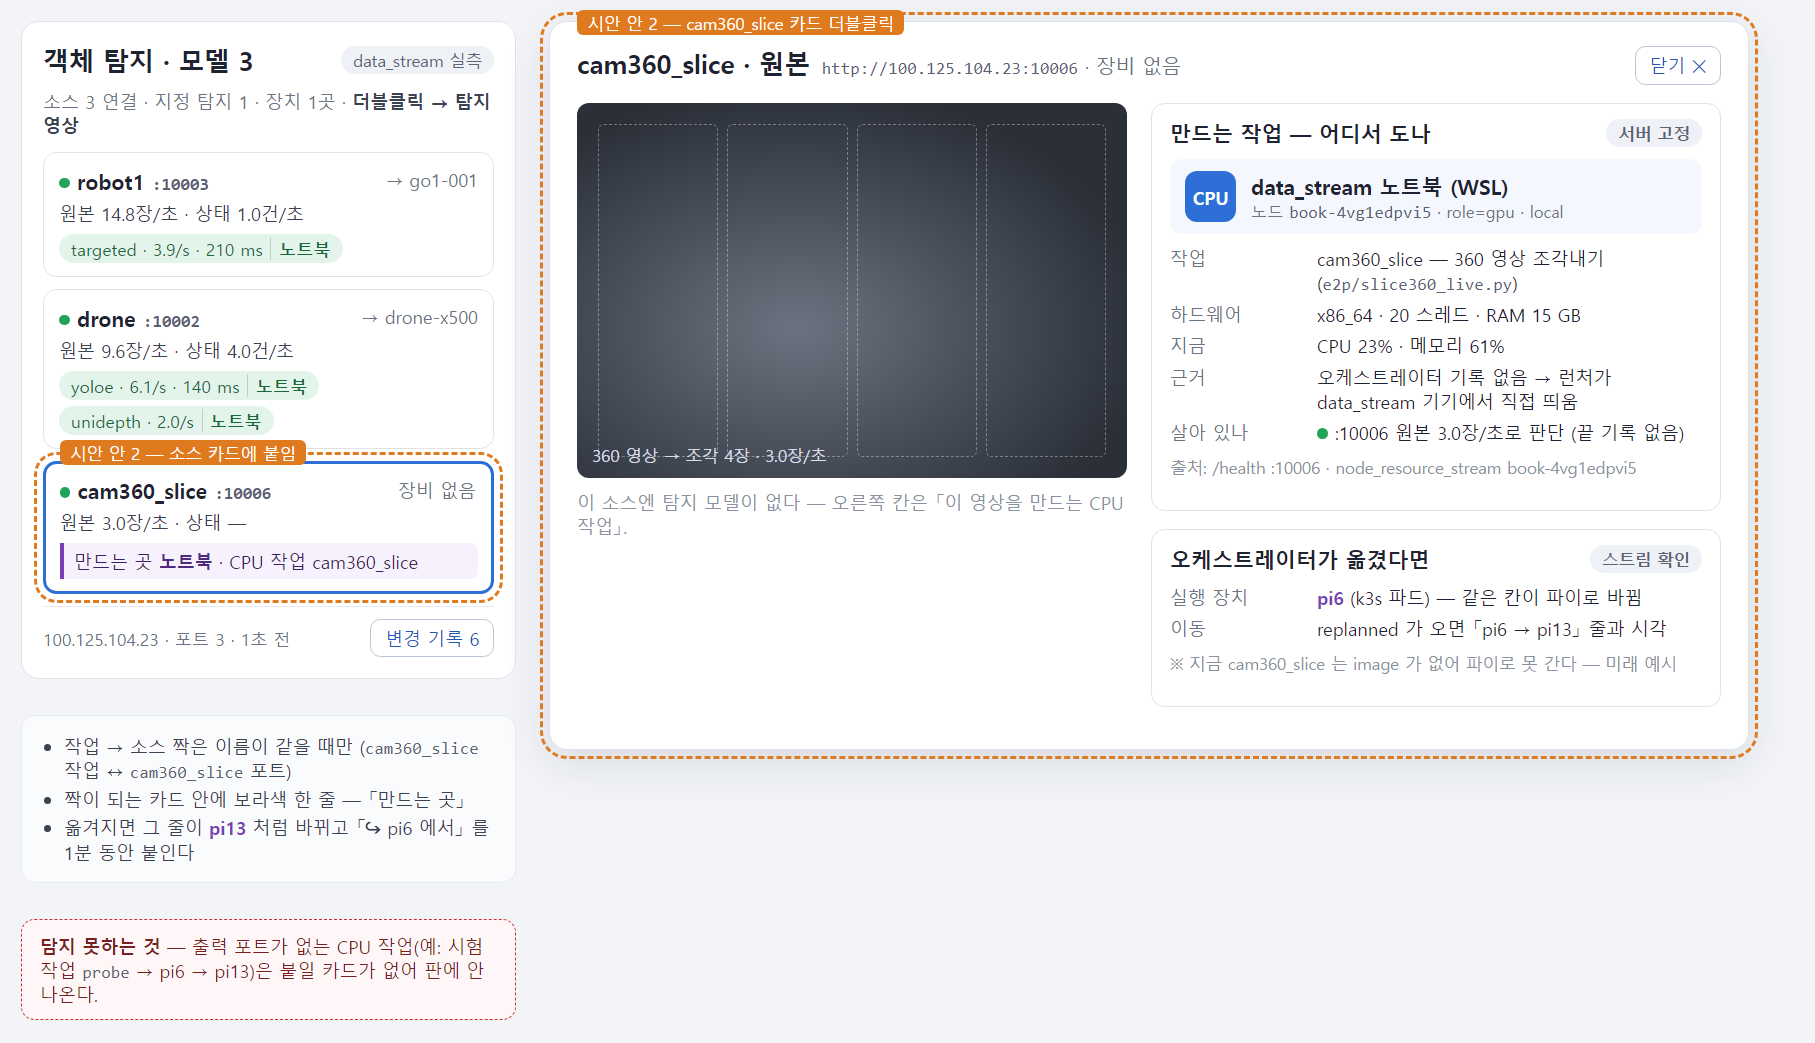 객체 탐지 · 모델 3
data_stream 실측
소스 3 연결 · 지정 탐지 1 · 장치 1곳 · 더블클릭 → 탐지
영상
robot1 :10003
→ go1-001
원본 14.8장/초 · 상태 1.0건/초
targeted · 3.9/s · 210 ms 노트북
drone :10002
→ drone-x500
원본 9.6장/초 · 상태 4.0건/초
yoloe · 6.1/s · 140 ms 노트북
unidepth · 2.0/s 노트북
시안 안 2 — 소스 카드에 붙임
cam360_slice :10006
장비 없음
원본 3.0장/초 · 상태 —
만드는 곳 노트북 · CPU 작업 cam360_slice
100.125.104.23 · 포트 3 · 1초 전
변경 기록 6
작업 → 소스 짝은 이름이 같을 때만 (cam360_slice
작업 ↔ cam360_slice 포트)
짝이 되는 카드 안에 보라색 한 줄 —「만드는 곳」
옮겨지면 그 줄이 pi13 처럼 바뀌고「↪ pi6 에서」를
1분 동안 붙인다
담지 못하는 것 — 출력 포트가 없는 CPU 작업(예: 시험
작업 probe → pi6 → pi13)은 붙일 카드가 없어 판에 안
나온다.
시안 안 2 — cam360_slice 카드 더블클릭
cam360_slice · 원본 http://100.125.104.23:10006 · 장비 없음
닫기 ×
360 영상 → 조각 4장 · 3.0장/초
이 소스엔 탐지 모델이 없다 — 오른쪽 칸은「이 영상을 만드는 CPU
작업」.
만드는 작업 — 어디서 도나
서버 고정
CPU
data_stream 노트북 (WSL)
노드 book-4vg1edpvi5 · role=gpu · local
작업 cam360_slice — 360 영상 조각내기
(e2p/slice360_live.py)
하드웨어 x86_64 · 20 스레드 · RAM 15 GB
지금 CPU 23% · 메모리 61%
근거 오케스트레이터 기록 없음 → 런처가
data_stream 기기에서 직접 띄움
살아 있나 :10006 원본 3.0장/초로 판단 (끝 기록 없음)
출처: /health :10006 · node_resource_stream book-4vg1edpvi5
오케스트레이터가 옮겼다면
스트림 확인
실행 장치 pi6 (k3s 파드) — 같은 칸이 파이로 바뀜
이동 replanned 가 오면「pi6 → pi13」줄과 시각
※ 지금 cam360_slice 는 image 가 없어 파이로 못 간다 — 미래 예시